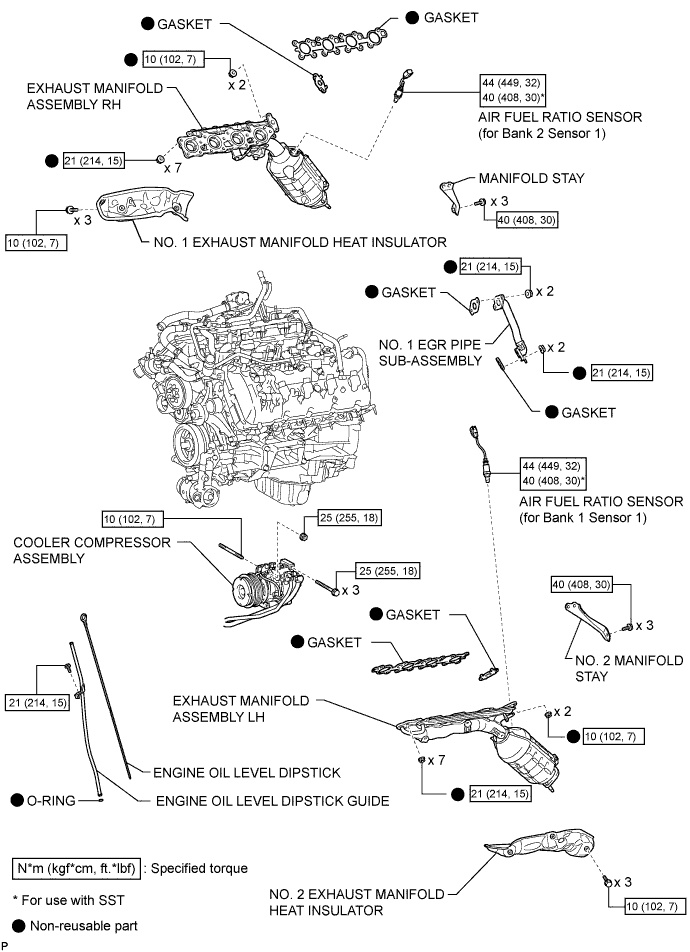 GASKET
GASKET
10 (102, 7)
x 2
EXHAUST MANIFOLD
ASSEMBLY RH
44 (449, 32)
40 (408, 30)*
AIR FUEL RATIO SENSOR
(for Bank 2 Sensor 1)
21 (214, 15)
x 7
MANIFOLD STAY
x 3
40 (408, 30)
x 3
10 (102, 7)
NO. 1 EXHAUST MANIFOLD HEAT INSULATOR
21 (214, 15)
x 2
GASKET
NO. 1 EGR PIPE
SUB-ASSEMBLY
x 2
21 (214, 15)
GASKET
44 (449, 32)
40 (408, 30)*
AIR FUEL RATIO SENSOR
(for Bank 1 Sensor 1)
10 (102, 7)
25 (255, 18)
COOLER COMPRESSOR
ASSEMBLY
25 (255, 18)
x 3
40 (408, 30)
x 3
NO. 2 MANIFOLD
STAY
GASKET
GASKET
21 (214, 15)
EXHAUST MANIFOLD
ASSEMBLY LH
x 2
10 (102, 7)
x 7
21 (214, 15)
ENGINE OIL LEVEL DIPSTICK
O-RING
ENGINE OIL LEVEL DIPSTICK GUIDE
N*m (kgf*cm, ft.*lbf) : Specified torque
* For use with SST
Non-reusable part
NO. 2 EXHAUST MANIFOLD
HEAT INSULATOR
x 3
10 (102, 7)
P